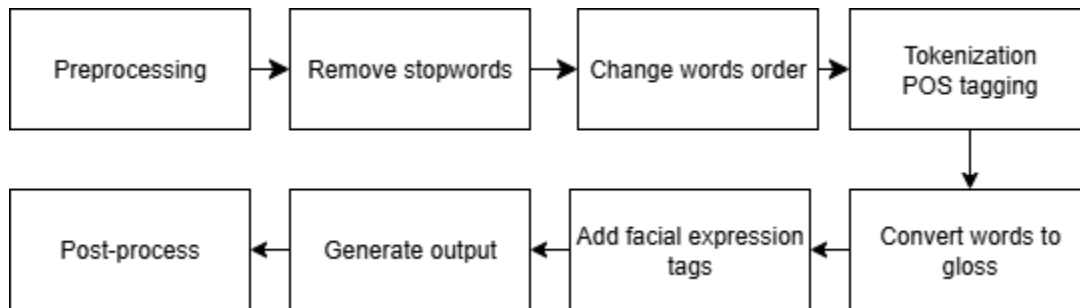 Preprocessing
Remove stopwords
Change words order
Tokenization
POS tagging
Convert words to
gloss
Add facial expression
tags
Generate output
Post-process